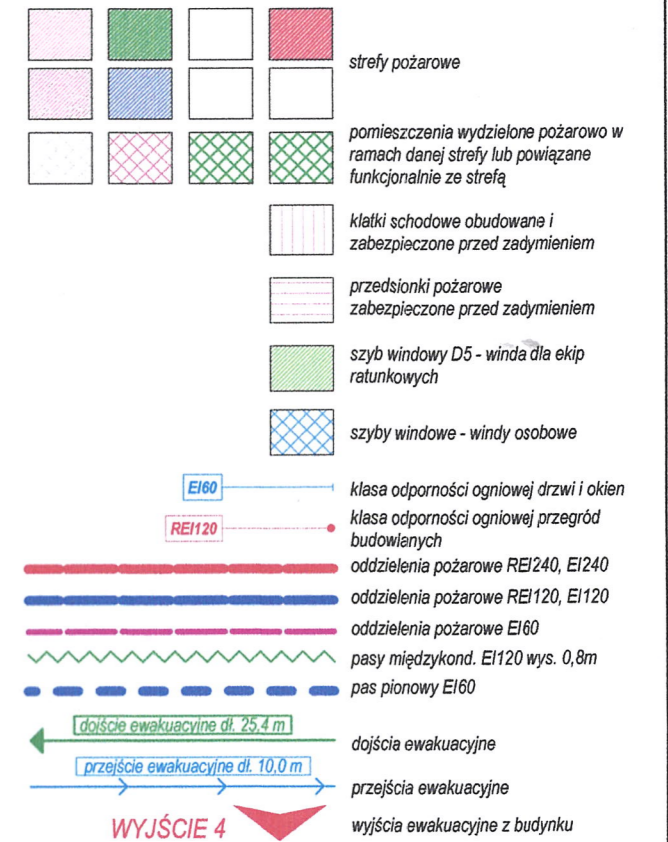 strefy pożarowe
pomieszczenia wydzielone pożarowo w
ramach danej strefy lub powiązane
funkcjonalnie ze strefą
klatki schodowe obudowane i
zabezpieczone przed zadymieniem
przedsionki pożarowe
zabezpieczone przed zadymieniem
szyb windowy D5 - winda dla ekip
ratunkowych
szyby windowe - windy osobowe
EI60 klasa odporności ogniowej drzwi i okien
REI120 klasa odporności ogniowej przegród
budowlanych
oddzielenia pożarowe REI240, EI240
oddzielenia pożarowe REI120, EI120
oddzielenia pożarowe EI60
pasy międzykond. EI120 wys. 0,8m
pas pionowy EI60
dojście ewakuacyjne dł. 25,4 m
dojścia ewakuacyjne
przejście ewakuacyjne dł. 10,0 m
przejścia ewakuacyjne
WYJŚCIE 4 wyjścia ewakuacyjne z budynku